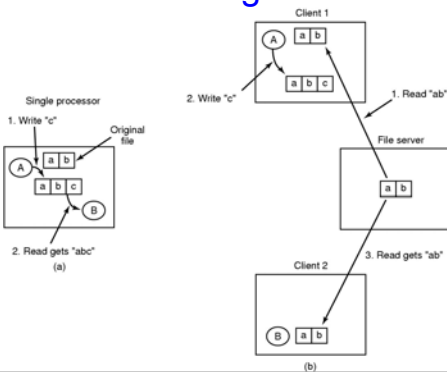 Single processor
1. Write "c"
Original
file
a b
A
a b c
B
2. Read gets "abc"
(a)
Client 1
A
a b
2. Write "c"
a b c
1. Read "ab"
File server
a b
3. Read gets "ab"
Client 2
B
a b
(b)